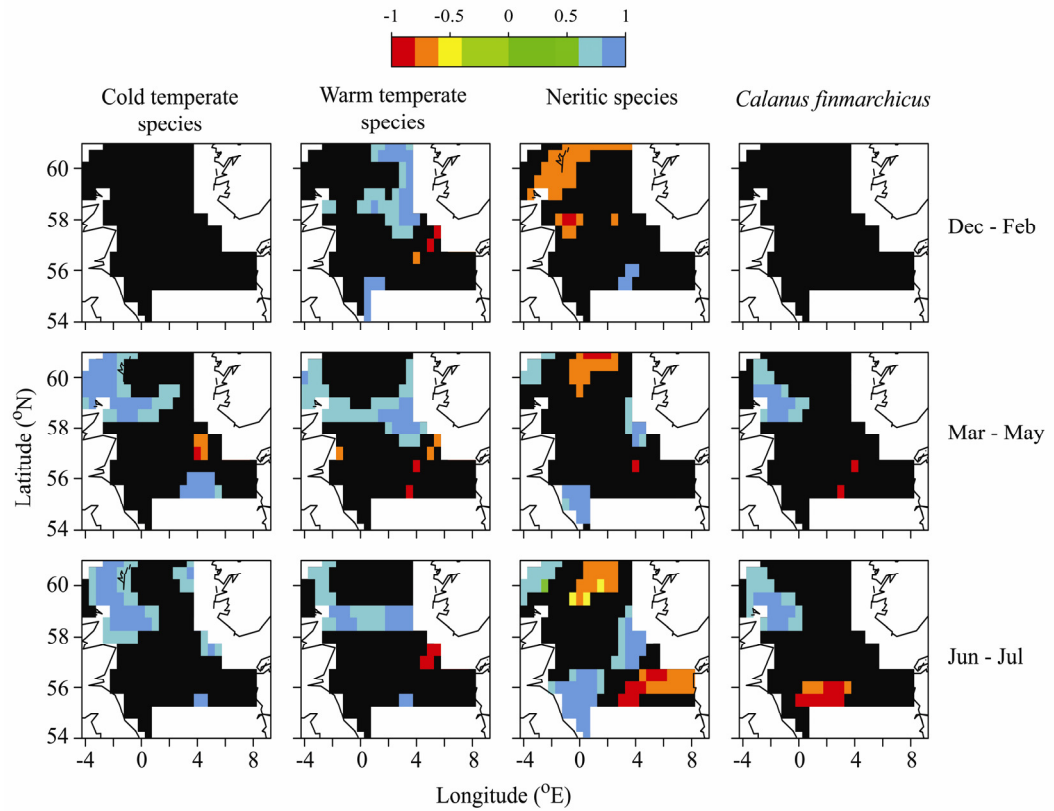 -1 -0.5 0 0.5 1
Cold temperate
species
Warm temperate
species
Neritic species
Calanus finmarchicus
60
58
56
54
Dec - Feb
60
58
56
54
Mar - May
60
58
56
54
Jun - Jul
-4 0 4 8 -4 0 4 8 -4 0 4 8 -4 0 4 8
Latitude (oN)
Longitude (oE)